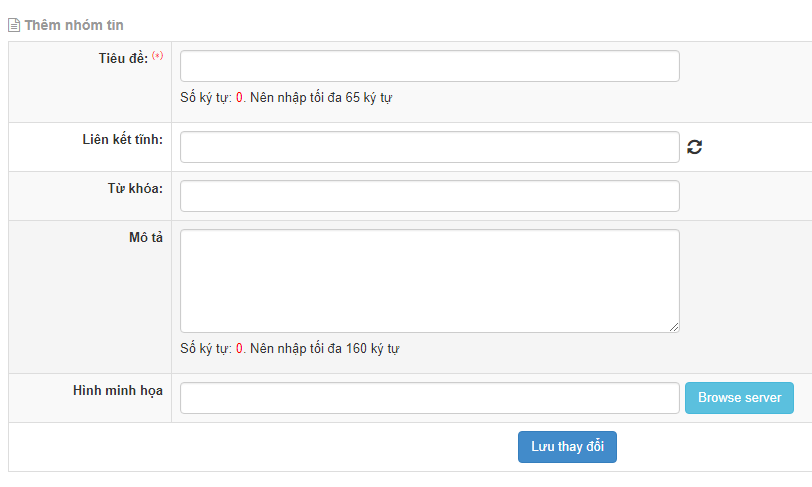 Thêm nhóm tin
Tiêu đề: (*)
Số ký tự: 0. Nên nhập tối đa 65 ký tự
Liên kết tĩnh:
Từ khóa:
Mô tả
Số ký tự: 0. Nên nhập tối đa 160 ký tự
Hình minh họa
Browse server
Lưu thay đổi